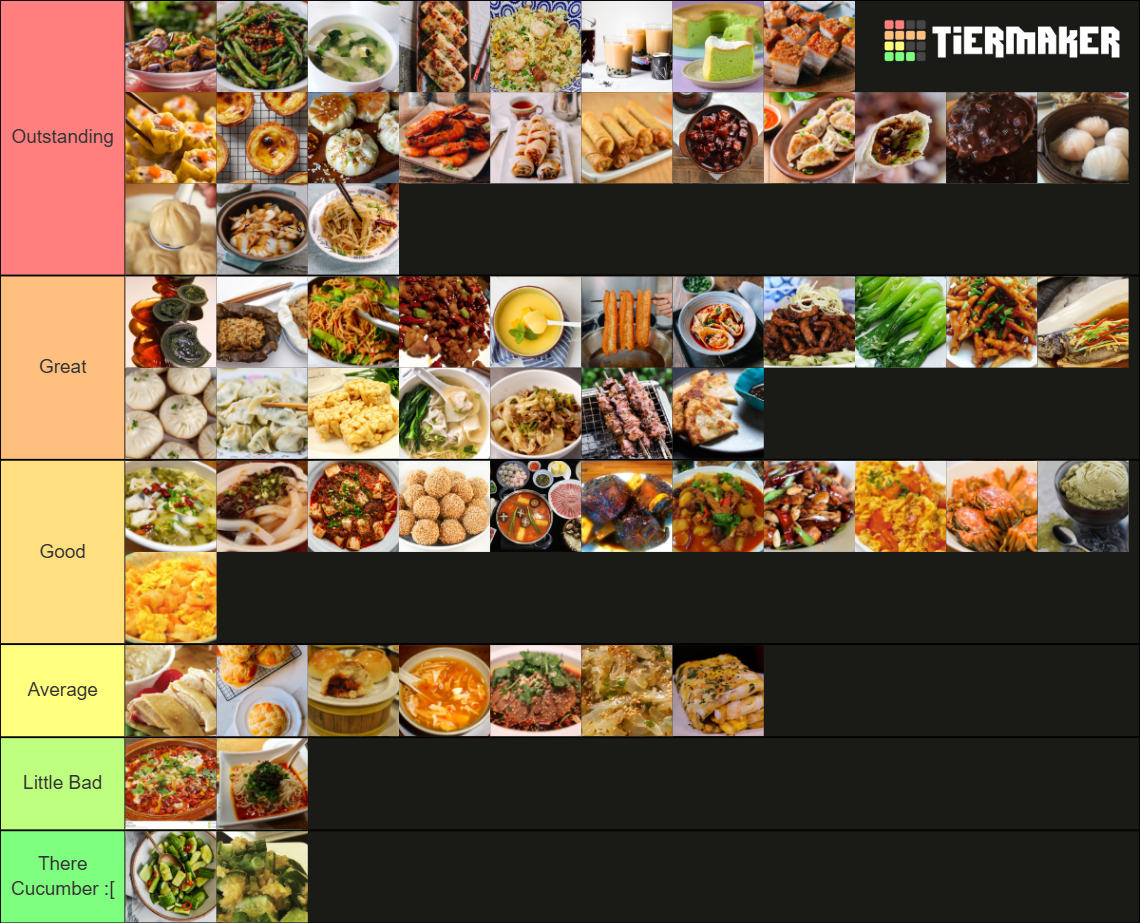 TiERMAKER
Outstanding
Great
Good
Average
Little Bad
There
Cucumber :[